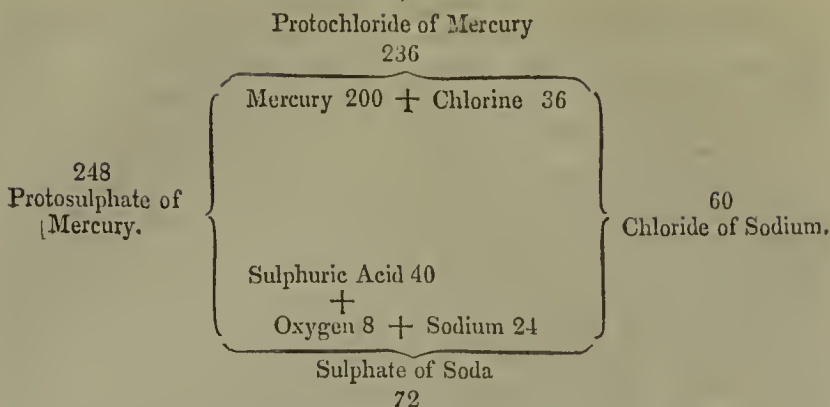 Protochloride of Mercury
236
Mercury 200 + Chlorine 36
248
Protosulphate of
Mercury.
60
Chloride of Sodium.
Sulphuric Acid 40
+
Oxygen 8 + Sodium 24
Sulphate of Soda
72